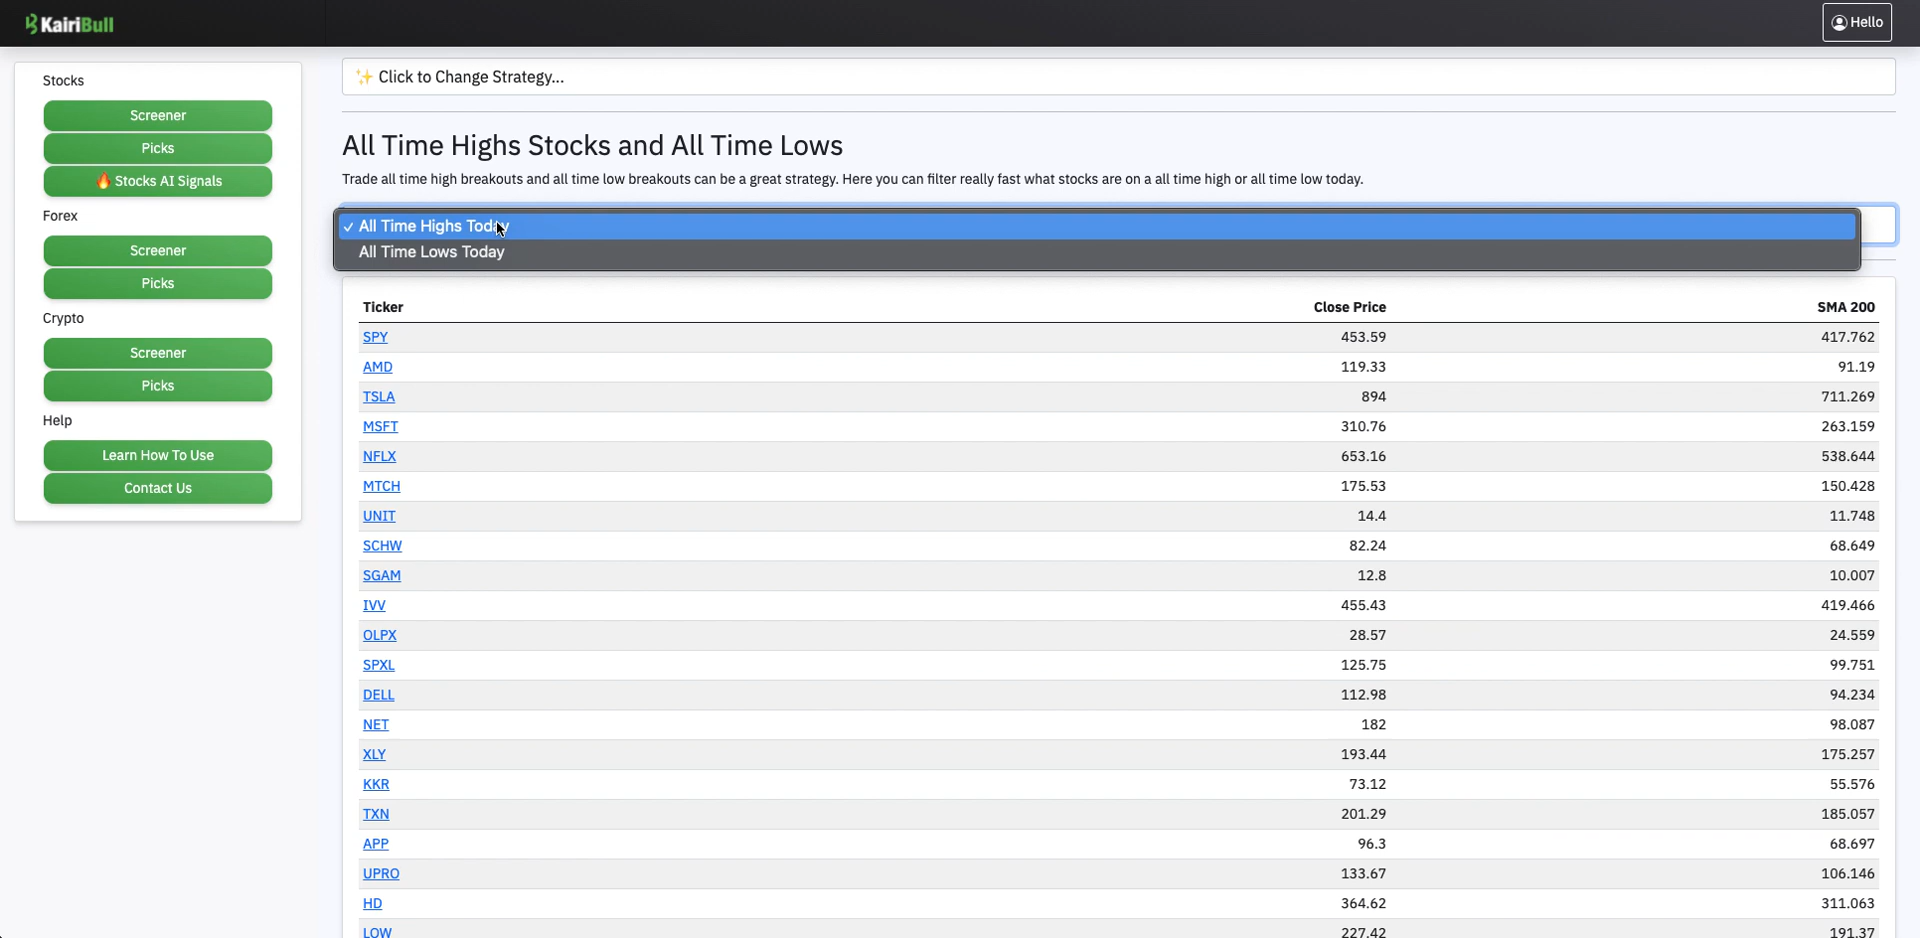 KairiBull
Hello
Stocks
Screener
Picks
🔥 Stocks AI Signals
Forex
Screener
Picks
Crypto
Screener
Picks
Help
Learn How To Use
Contact Us
✨ Click to Change Strategy...
All Time Highs Stocks and All Time Lows
Trade all time high breakouts and all time low breakouts can be a great strategy. Here you can filter really fast what stocks are on a all time high or all time low today.
✓ All Time Highs Today
All Time Lows Today
Ticker Close Price SMA 200
SPY 453.59 417.762
AMD 119.33 91.19
TSLA 894 711.269
MSFT 310.76 263.159
NFLX 653.16 538.644
MTCH 175.53 150.428
UNIT 14.4 11.748
SCHW 82.24 68.649
SGAM 12.8 10.007
IVV 455.43 419.466
OLPX 28.57 24.559
SPXL 125.75 99.751
DELL 112.98 94.234
NET 182 98.087
XLY 193.44 175.257
KKR 73.12 55.576
TXN 201.29 185.057
APP 96.3 68.697
UPRO 133.67 106.146
HD 364.62 311.063
LOW 227.42 191.37